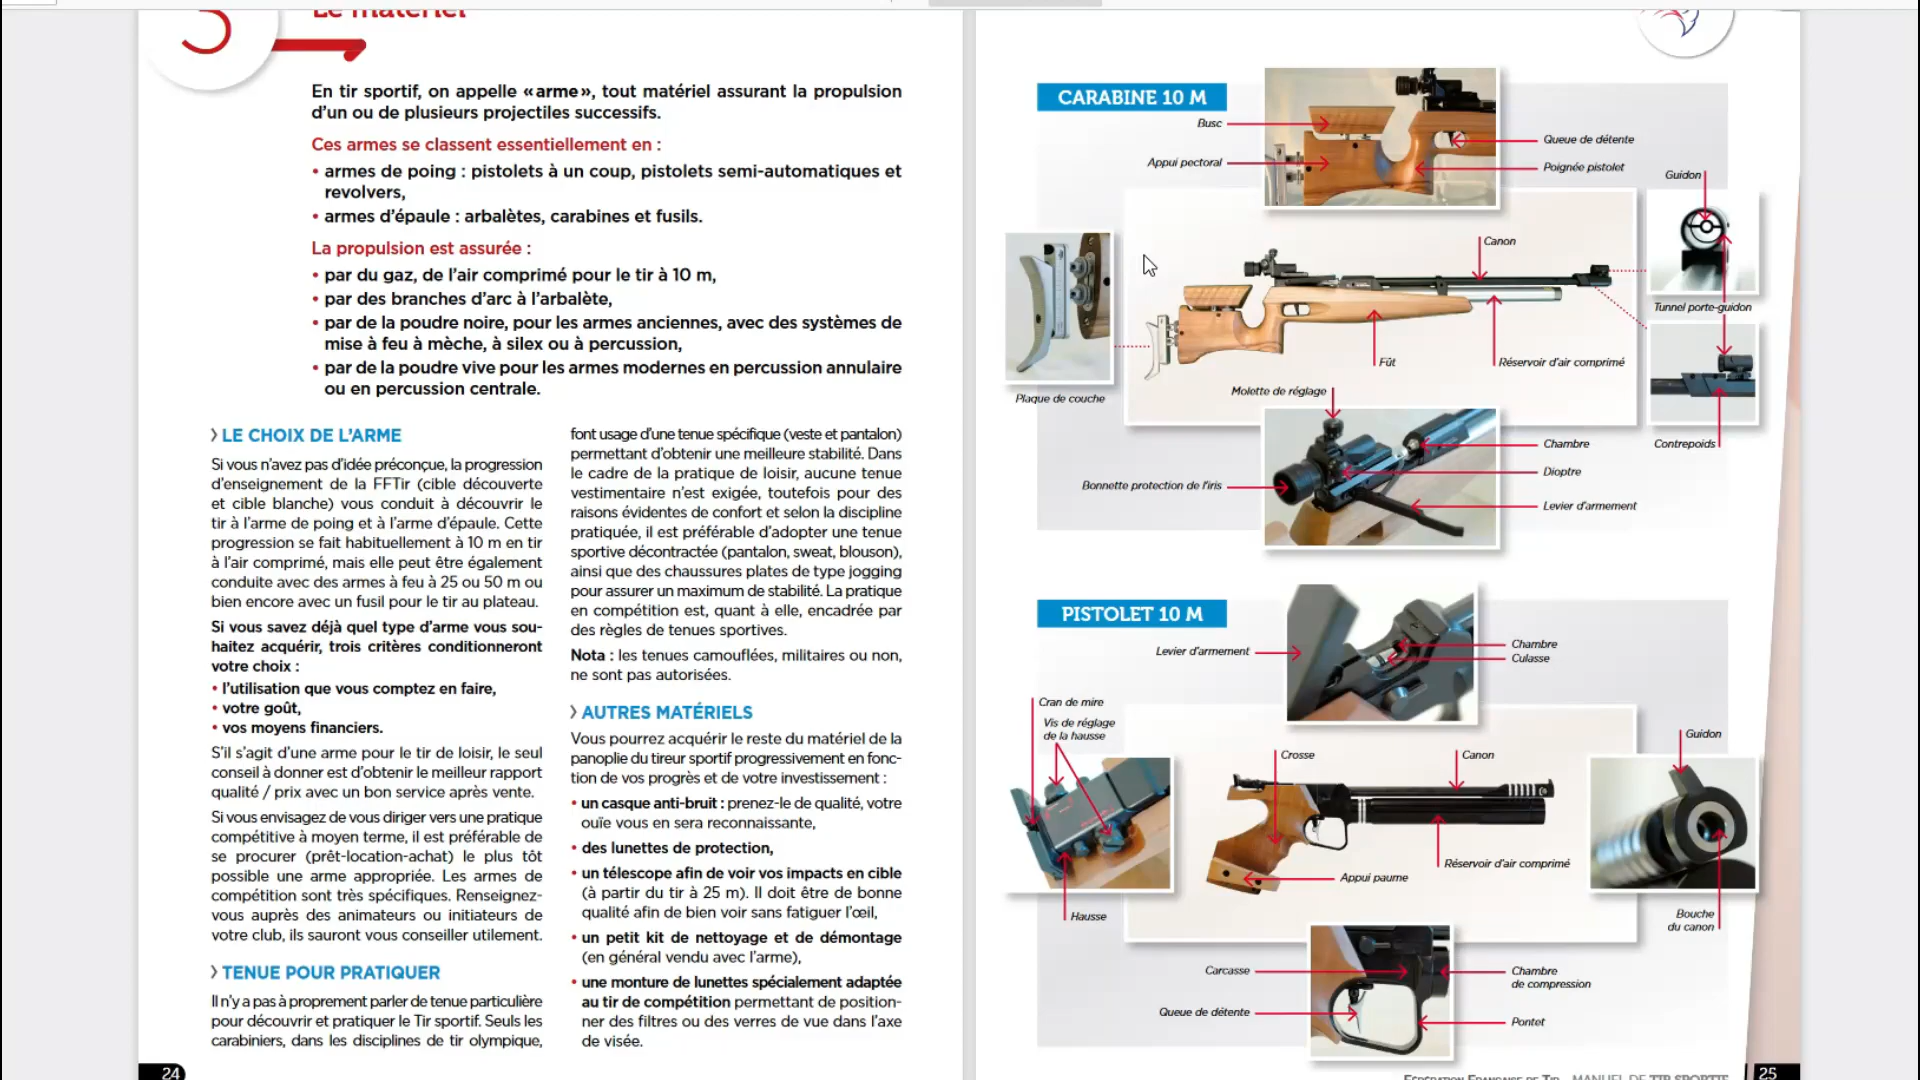 3
Le matériel
En tir sportif, on appelle «arme», tout matériel assurant la propulsion
d'un ou de plusieurs projectiles successifs.
Ces armes se classent essentiellement en :
• armes de poing : pistolets à un coup, pistolets semi-automatiques et
revolvers,
• armes d'épaule : arbalètes, carabines et fusils.
La propulsion est assurée :
• par du gaz, de l'air comprimé pour le tir à 10 m,
• par des branches d'arc à l'arbalète,
• par de la poudre noire, pour les armes anciennes, avec des systèmes de
mise à feu à mèche, à silex ou à percussion,
• par de la poudre vive pour les armes modernes en percussion annulaire
ou en percussion centrale.
› LE CHOIX DE L'ARME
Si vous n'avez pas d'idée préconçue, la progression
d'enseignement de la FFTir (cible découverte
et cible blanche) vous conduit à découvrir le
tir à l'arme de poing et à l'arme d'épaule. Cette
progression se fait habituellement à 10 m en tir
à l'air comprimé, mais elle peut être également
conduite avec des armes à feu à 25 ou 50 m ou
bien encore avec un fusil pour le tir au plateau.
Si vous savez déjà quel type d'arme vous sou-
haitez acquérir, trois critères conditionneront
votre choix :
• l'utilisation que vous comptez en faire,
• votre goût,
• vos moyens financiers.
S'il s'agit d'une arme pour le tir de loisir, le seul
conseil à donner est d'obtenir le meilleur rapport
qualité / prix avec un bon service après vente.
Si vous envisagez de vous diriger vers une pratique
compétitive à moyen terme, il est préférable de
se procurer (prêt-location-achat) le plus tôt
possible une arme appropriée. Les armes de
compétition sont très spécifiques. Renseignez-
vous auprès des animateurs ou initiateurs de
votre club, ils sauront vous conseiller utilement.
› TENUE POUR PRATIQUER
Il n'y a pas à proprement parler de tenue particulière
pour découvrir et pratiquer le Tir sportif. Seuls les
carabiniers, dans les disciplines de tir olympique,
font usage d'une tenue spécifique (veste et pantalon)
permettant d'obtenir une meilleure stabilité. Dans
le cadre de la pratique de loisir, aucune tenue
vestimentaire n'est exigée, toutefois pour des
raisons évidentes de confort et selon la discipline
pratiquée, il est préférable d'adopter une tenue
sportive décontractée (pantalon, sweat, blouson),
ainsi que des chaussures plates de type jogging
pour assurer un maximum de stabilité. La pratique
en compétition est, quant à elle, encadrée par
des règles de tenues sportives.
Nota : les tenues camouflées, militaires ou non,
ne sont pas autorisées.
› AUTRES MATÉRIELS
Vous pourrez acquérir le reste du matériel de la
panoplie du tireur sportif progressivement en fonc-
tion de vos progrès et de votre investissement :
• un casque anti-bruit : prenez-le de qualité, votre
ouïe vous en sera reconnaissante,
• des lunettes de protection,
• un télescope afin de voir vos impacts en cible
(à partir du tir à 25 m). Il doit être de bonne
qualité afin de bien voir sans fatiguer l'œil,
• un petit kit de nettoyage et de démontage
(en général vendu avec l'arme),
• une monture de lunettes spécialement adaptée
au tir de compétition permettant de position-
ner des filtres ou des verres de vue dans l'axe
de visée.
24
CARABINE 10 M
Busc
Appui pectoral
Queue de détente
Poignée pistolet
Guidon
Canon
Tunnel porte-guidon
Fût
Réservoir d'air comprimé
Molette de réglage
Plaque de couche
Chambre
Contrepoids
Dioptre
Bonnette protection de l'iris
Levier d'armement
PISTOLET 10 M
Levier d'armement
Chambre
Culasse
Cran de mire
Vis de réglage
de la hausse
Guidon
Crosse
Canon
Réservoir d'air comprimé
Appui paume
Hausse
Bouche
du canon
Carcasse
Chambre
de compression
Queue de détente
Pontet
FÉDÉRATION FRANÇAISE DE TIR - MANUEL DE TIR SPORTIF
25